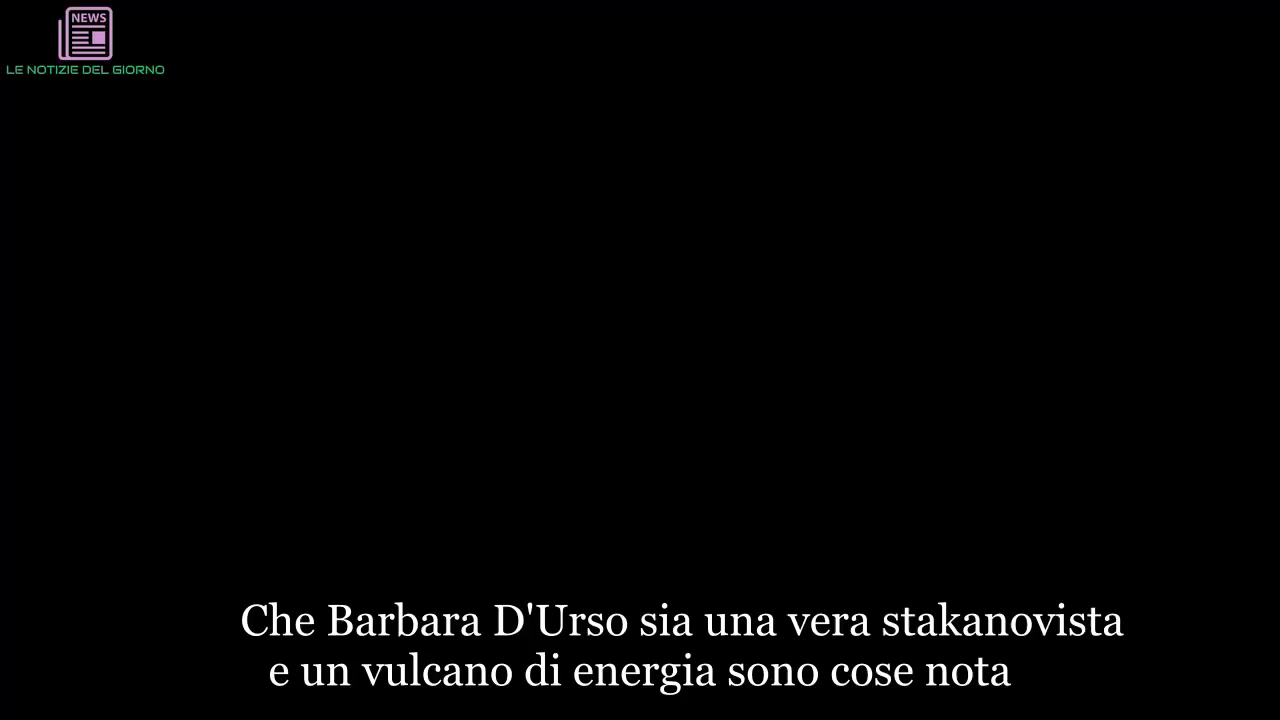 NEWS
LE NOTIZIE DEL GIORNO
Che Barbara D'Urso sia una vera stakanovista
e un vulcano di energia sono cose nota